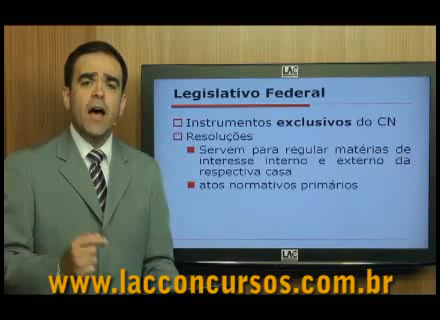 LAC
Legislativo Federal
Instrumentos exclusivos do CN
Resoluções
Servem para regular matérias de
interesse interno e externo da
respectiva casa
atos normativos primários
LAC
www.lacconcursos.com.br